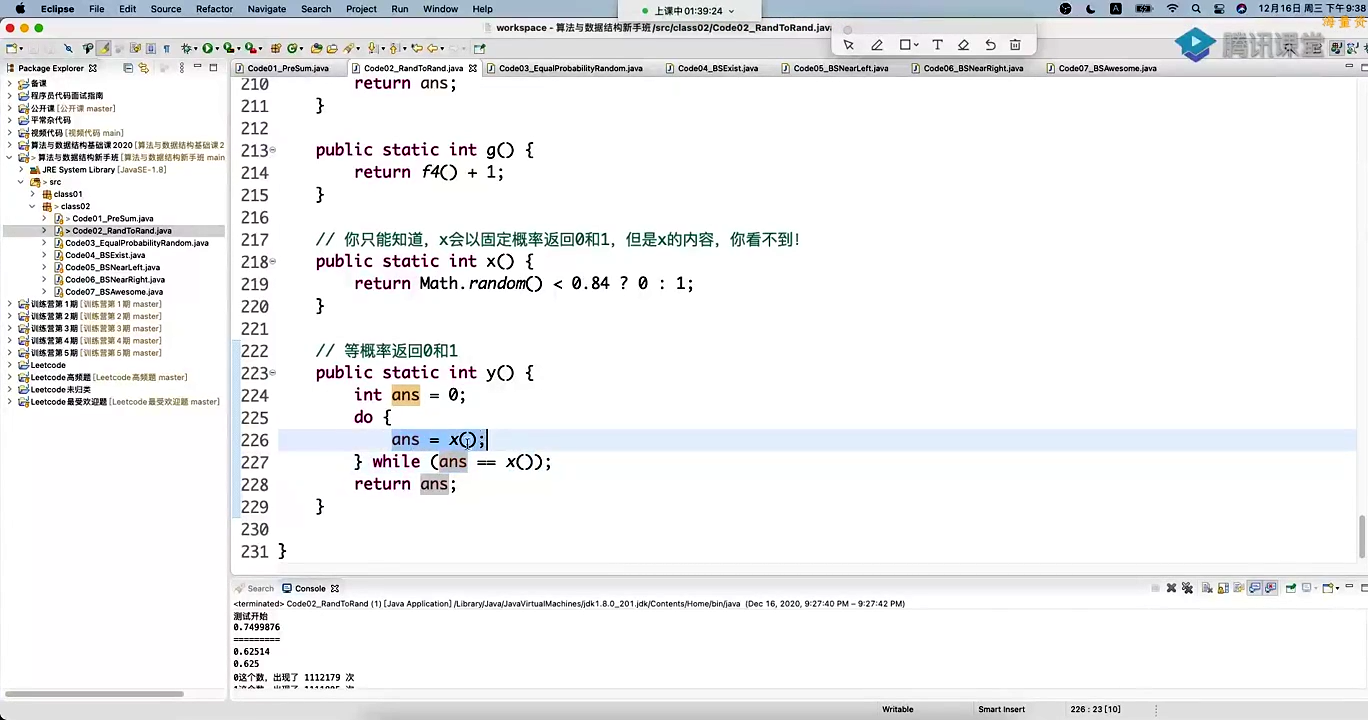 Eclipse File Edit Source Refactor Navigate Search Project Run Window Help
上课中 01:39:24
12月16日 周三 下午9:38
workspace - 算法与数据结构新手班/src/class02/Code02_RandToRand.java
腾讯课堂
Package Explorer
Code01_PreSum.java
Code02_RandToRand.java
Code03_EqualProbabilityRandom.java
Code04_BSExist.java
Code05_BSNearLeft.java
Code06_BSNearRight.java
Code07_BSAwesome.java
备课
程序员代码面试指南
公开课 [公开课 master]
平常杂代码
视频代码 [视频代码 main]
算法与数据结构基础课2020 [算法与数据结构基础课2
> 算法与数据结构新手班 [算法与数据结构新手班 main
JRE System Library [JavaSE-1.8]
> src
class01
> class02
> Code01_PreSum.java
> Code02_RandToRand.java
Code03_EqualProbabilityRandom.java
Code04_BSExist.java
Code05_BSNearLeft.java
Code06_BSNearRight.java
Code07_BSAwesome.java
训练营第1期 [训练营第1期 master]
训练营第2期 [训练营第2期 master]
训练营第3期 [训练营第3期 master]
训练营第4期 [训练营第4期 master]
训练营第5期 [训练营第5期 master]
Leetcode
Leetcode高频题 [Leetcode master]
Leetcode未归类
Leetcode最受欢迎题 [Leetcode最受欢迎题 master]
210 return ans;
211 }
212
213 public static int g() {
214 return f4() + 1;
215 }
216
217 // 你只能知道，x会以固定概率返回0和1，但是x的内容，你看不到！
218 public static int x() {
219 return Math.random() < 0.84 ? 0 : 1;
220 }
221
222 // 等概率返回0和1
223 public static int y() {
224 int ans = 0;
225 do {
226 ans = x();
227 } while (ans == x());
228 return ans;
229 }
230
231 }
Search Console
<terminated> Code02_RandToRand (1) [Java Application] /Library/Java/JavaVirtualMachines/jdk1.8.0_201.jdk/Contents/Home/bin/java (Dec 16, 2020, 9:27:40 PM – 9:27:42 PM)
测试开始
0.7499876
=========
0.62514
0.625
0这个数，出现了 1112179 次
Writable Smart Insert 226 : 23 [10]